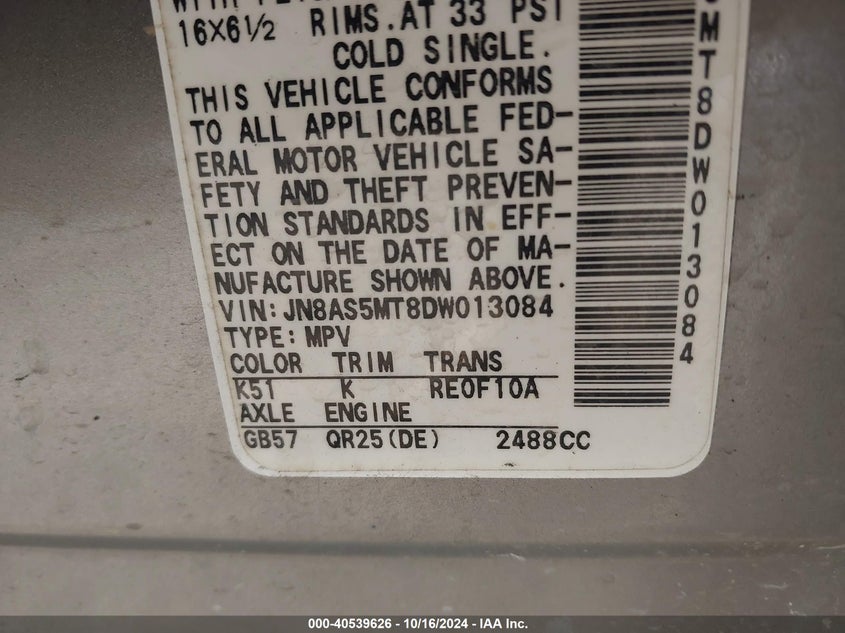 16X6½ RIMS.AT 33 PSI
COLD SINGLE.
THIS VEHICLE CONFORMS
TO ALL APPLICABLE FED-
ERAL MOTOR VEHICLE SA-
FETY AND THEFT PREVEN-
TION STANDARDS IN EFF-
ECT ON THE DATE OF MA-
NUFACTURE SHOWN ABOVE.
VIN:JN8AS5MT8DW013084
TYPE:MPV
COLOR TRIM TRANS
K51 K RE0F10A
AXLE ENGINE
GB57 QR25(DE) 2488CC
MT8DW013084
000-40539626 - 10/16/2024 - IAA Inc.